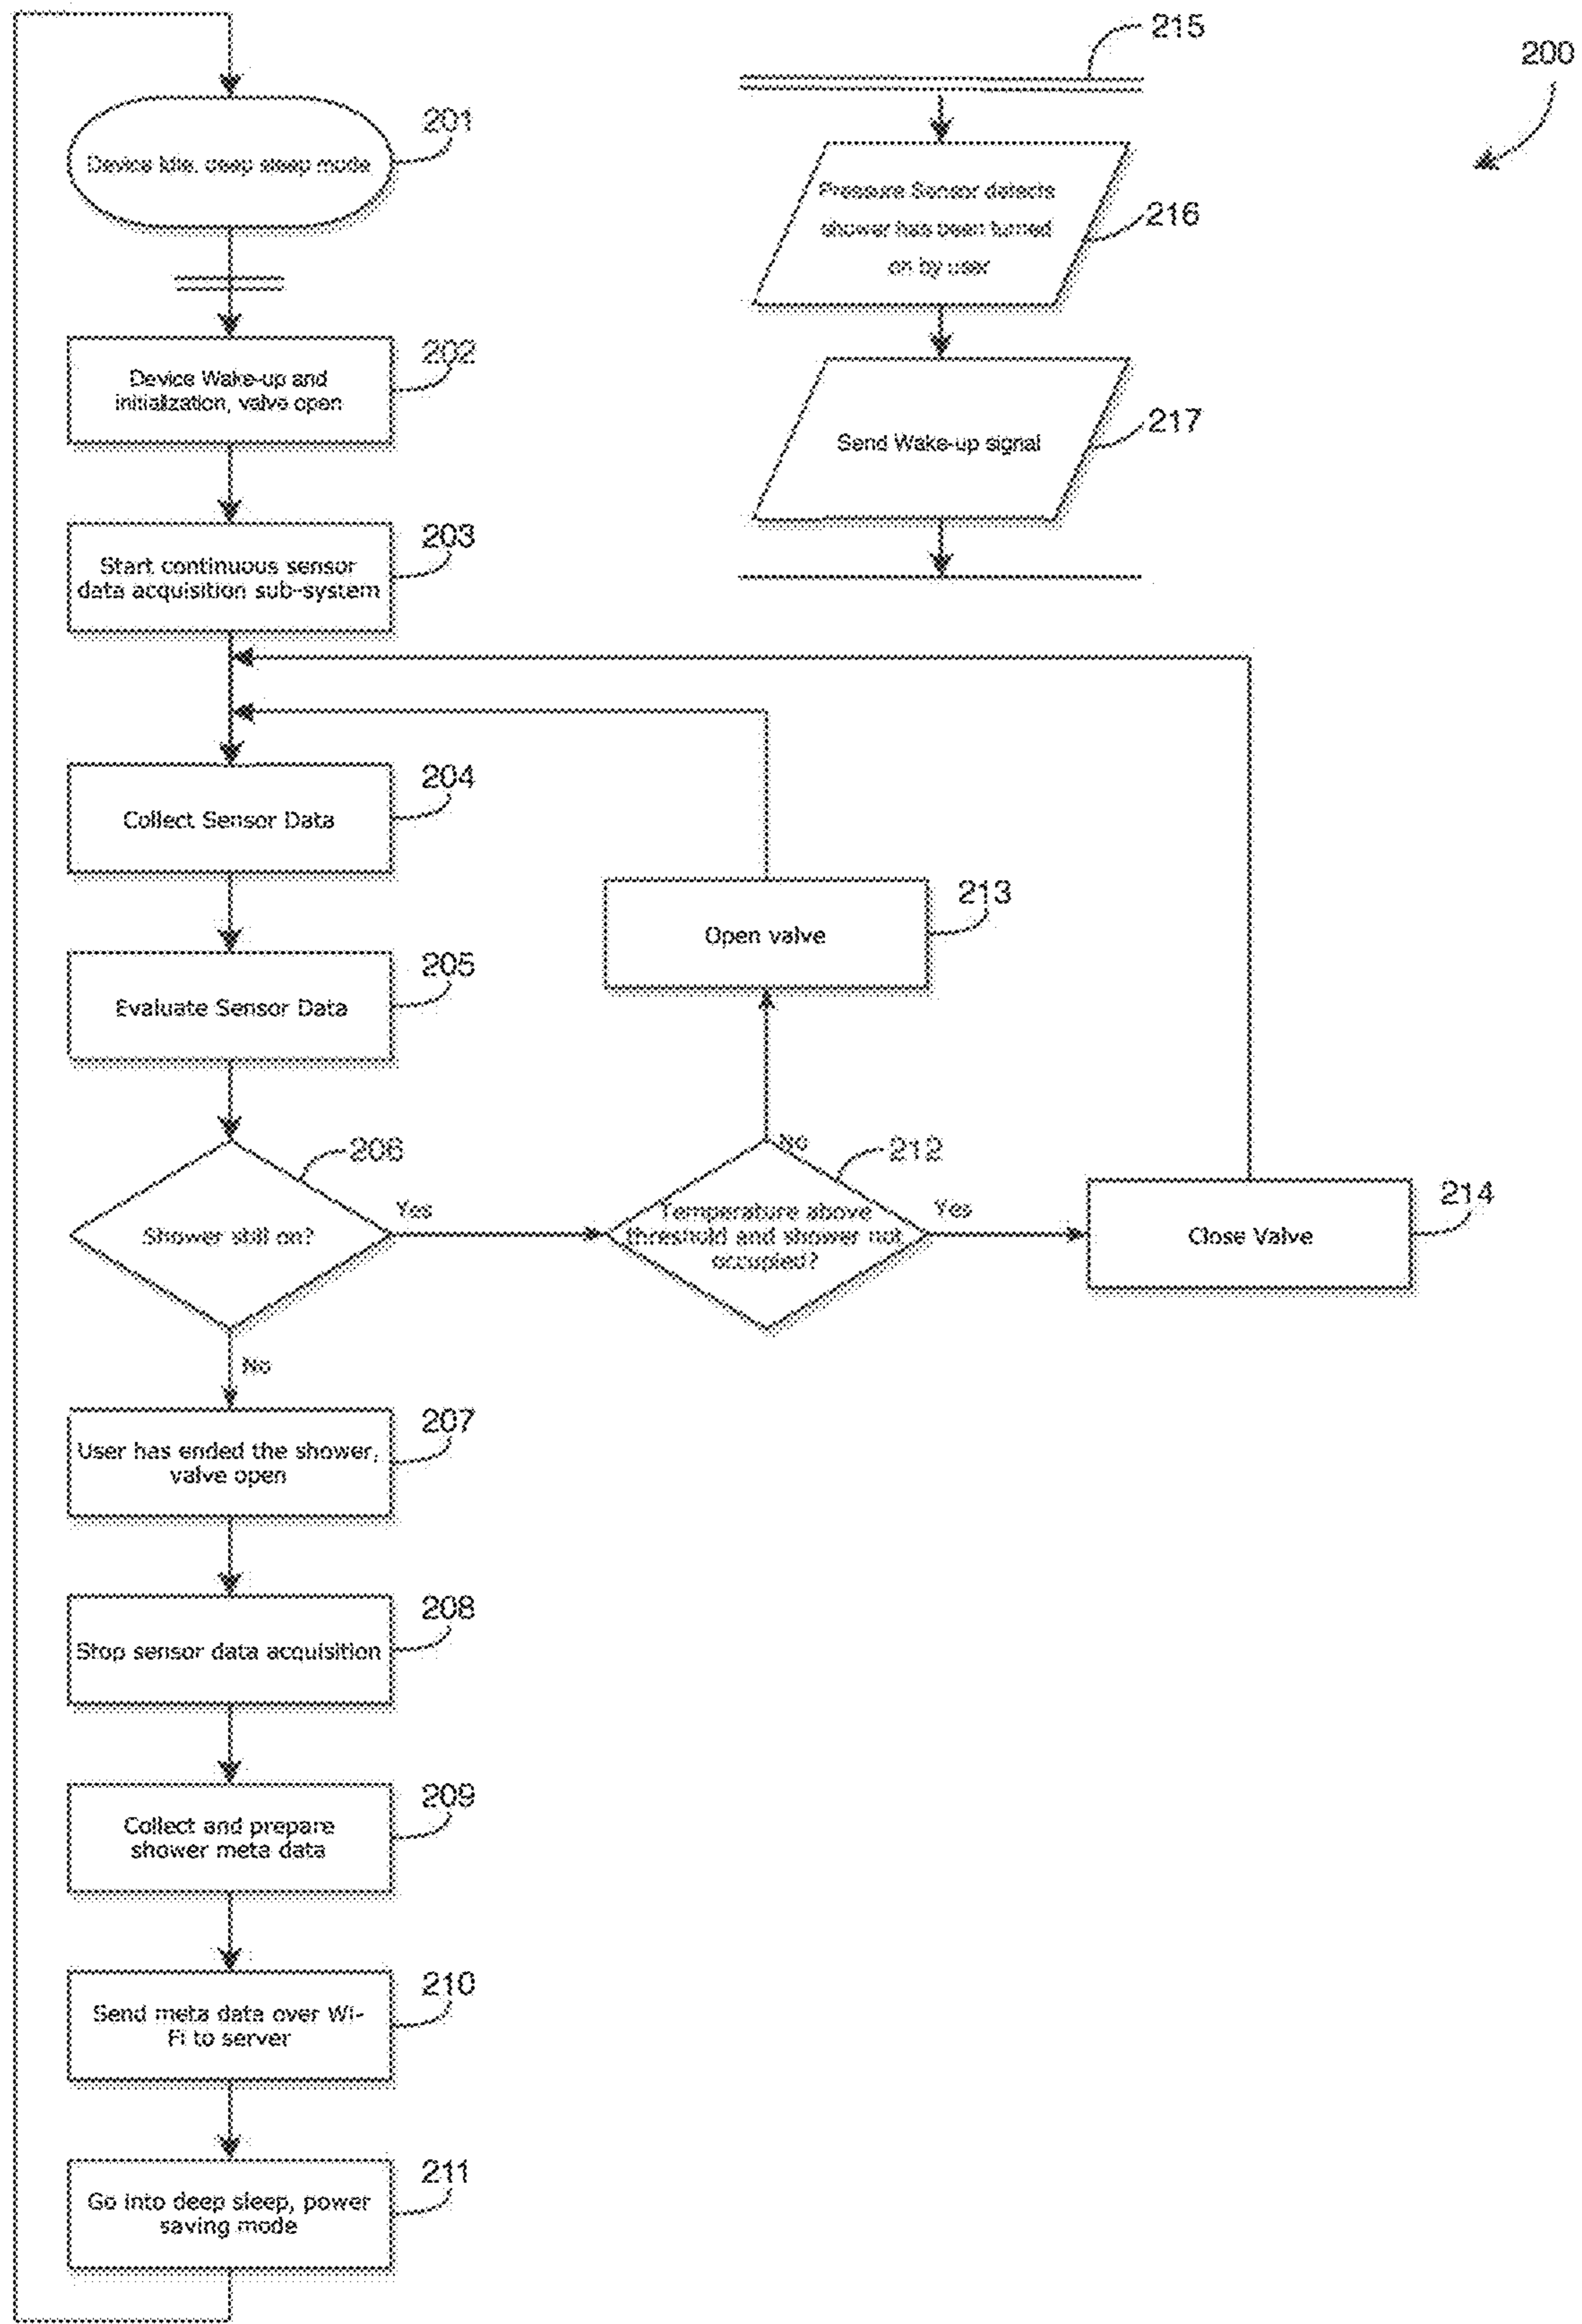 215
200
201
Device Idle, deep sleep mode
Pressure Sensor detects
shower has been turned
on by user
216
202
Device Wake-up and
initialization, valve open
217
Send Wake-up signal
203
Start continuous sensor
data acquisition sub-system
204
Collect Sensor Data
213
Open valve
205
Evaluate Sensor Data
206
Shower still on?
Yes
No
212
Temperature above
threshold and shower not
occupied?
Yes
214
Close Valve
No
207
User has ended the shower,
valve open
208
Stop sensor data acquisition
209
Collect and prepare
shower meta data
210
Send meta data over Wi-
Fi to server
211
Go into deep sleep, power
saving mode